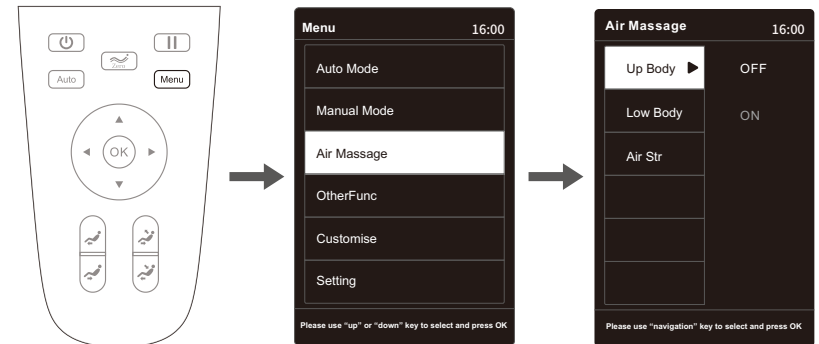 Zero
Auto
Menu
OK
Menu 16:00
Auto Mode
Manual Mode
Air Massage
OtherFunc
Customise
Setting
Please use “up” or “down” key to select and press OK
Air Massage 16:00
Up Body OFF
Low Body ON
Air Str
Please use “navigation” key to select and press OK